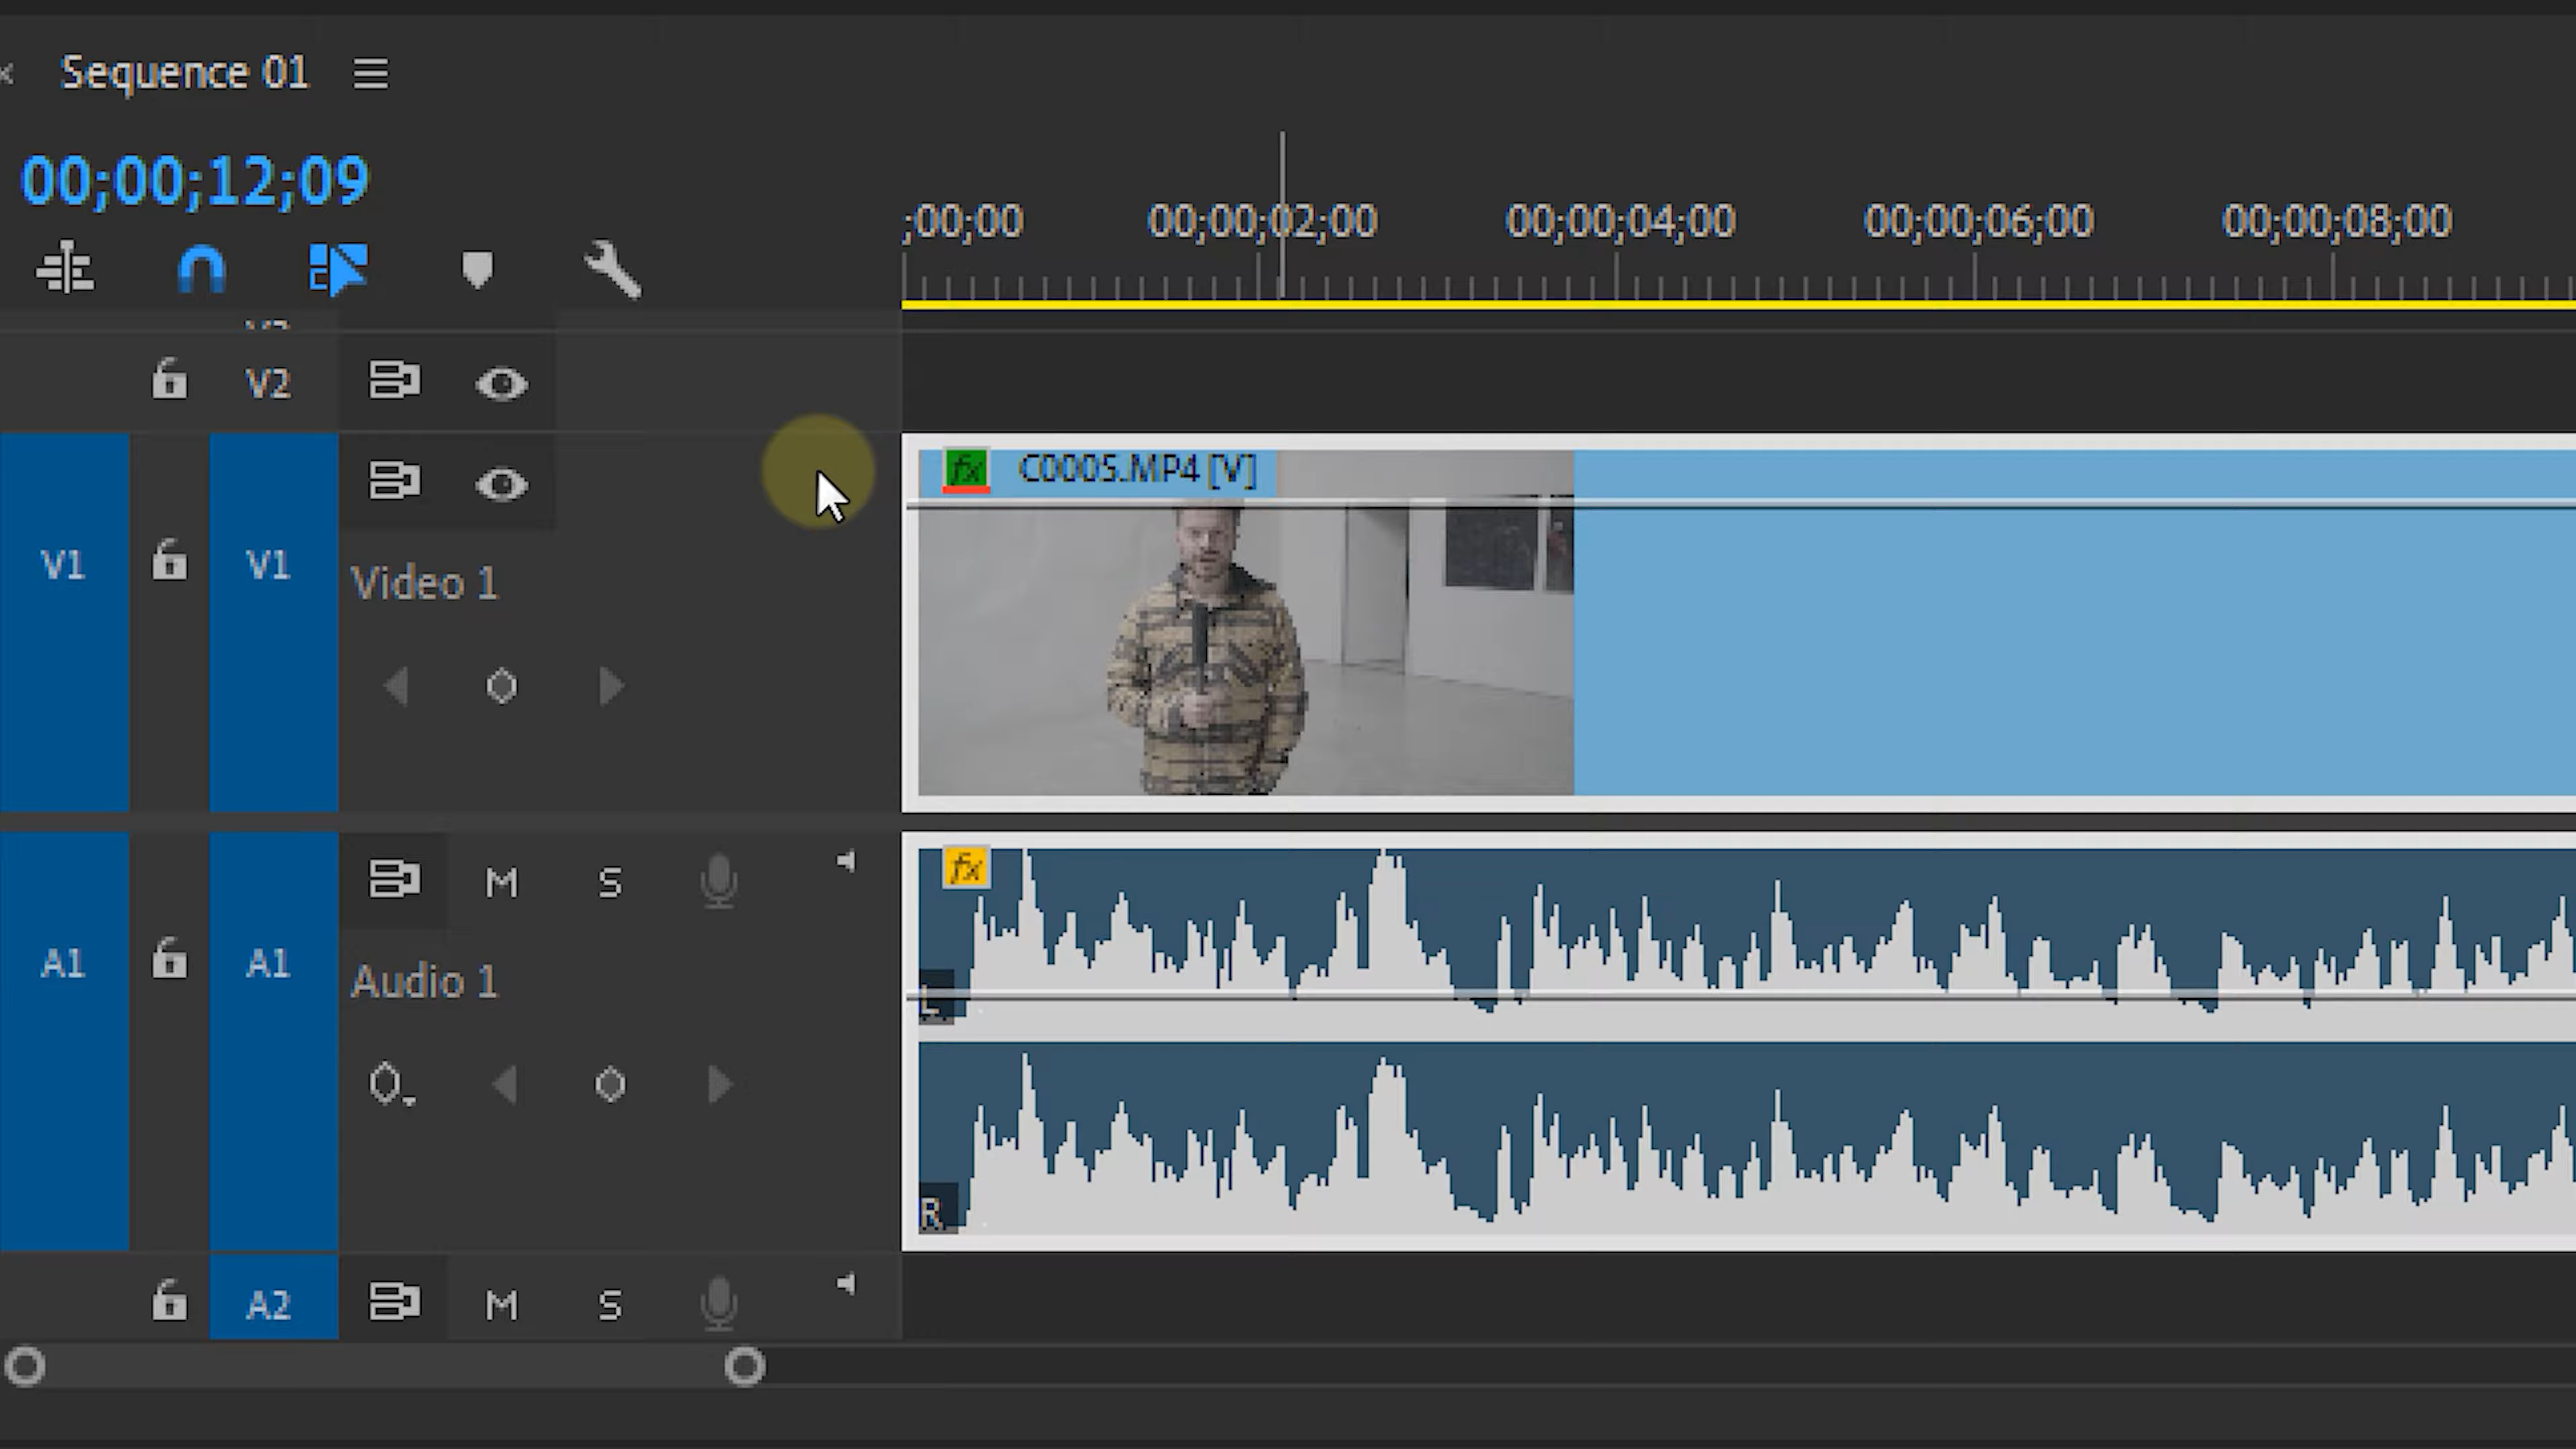 Sequence 01
00;00;12;09
;00;00 00;00;02;00 00;00;04;00 00;00;06;00 00;00;08;00
V2
fx C0005.MP4 [V]
V1 V1
Video 1
fx
M S
A1 A1
Audio 1
L
R
A2 M S